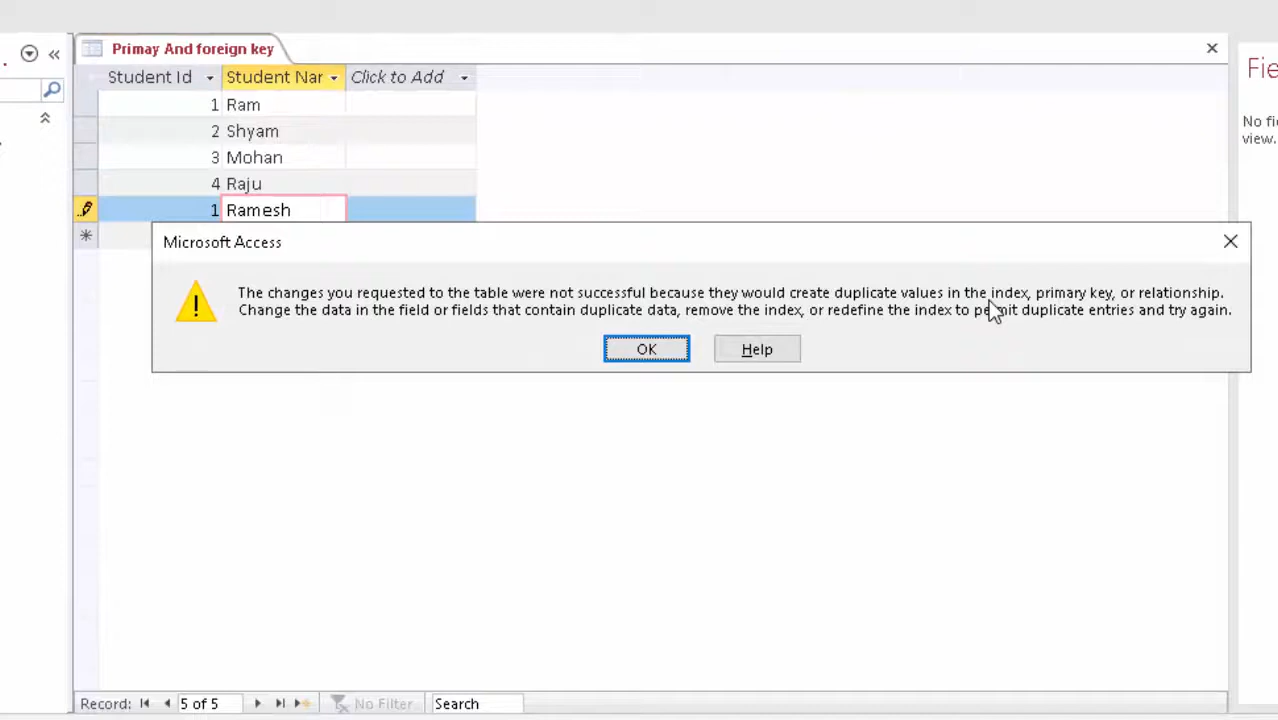 Primay And foreign key
Student Id Student Nar Click to Add
1 Ram
2 Shyam
3 Mohan
4 Raju
1 Ramesh
Microsoft Access
The changes you requested to the table were not successful because they would create duplicate values in the index, primary key, or relationship.
Change the data in the field or fields that contain duplicate data, remove the index, or redefine the index to permit duplicate entries and try again.
OK Help
Fie
No fi
view.
Record: 5 of 5 No Filter Search